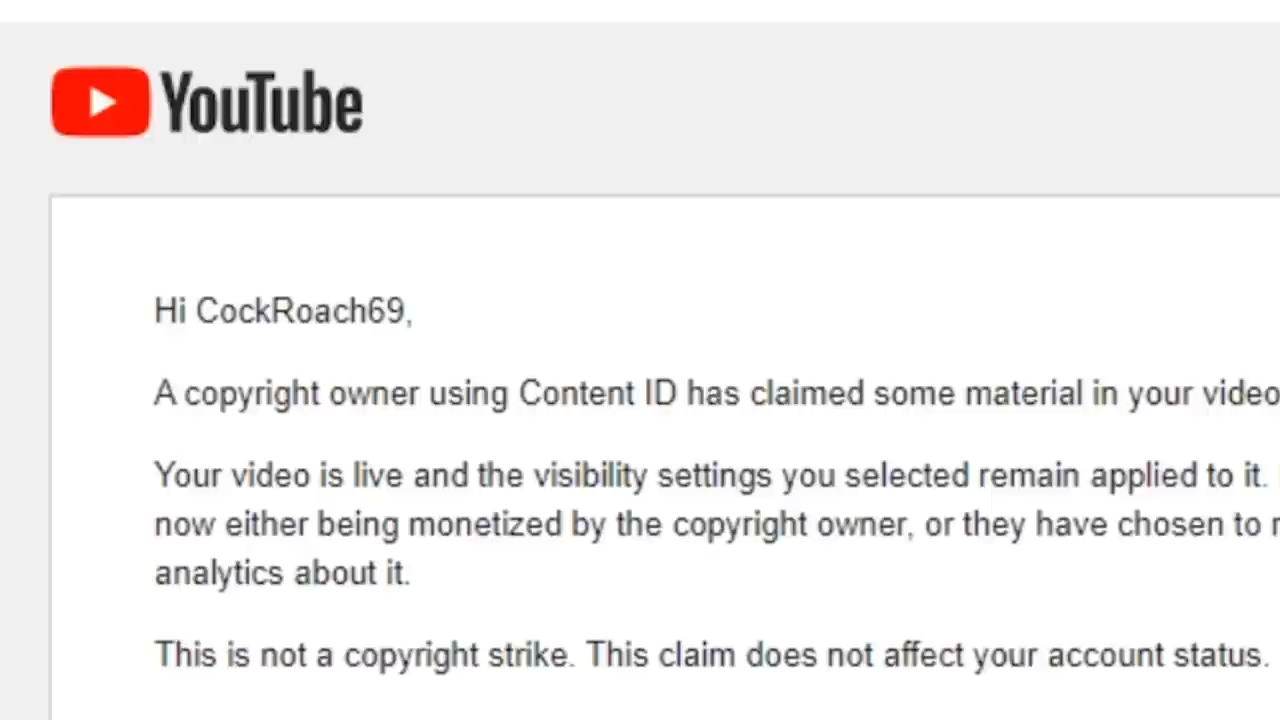 YouTube
Hi CockRoach69,
A copyright owner using Content ID has claimed some material in your video
Your video is live and the visibility settings you selected remain applied to it.
now either being monetized by the copyright owner, or they have chosen to
analytics about it.
This is not a copyright strike. This claim does not affect your account status.